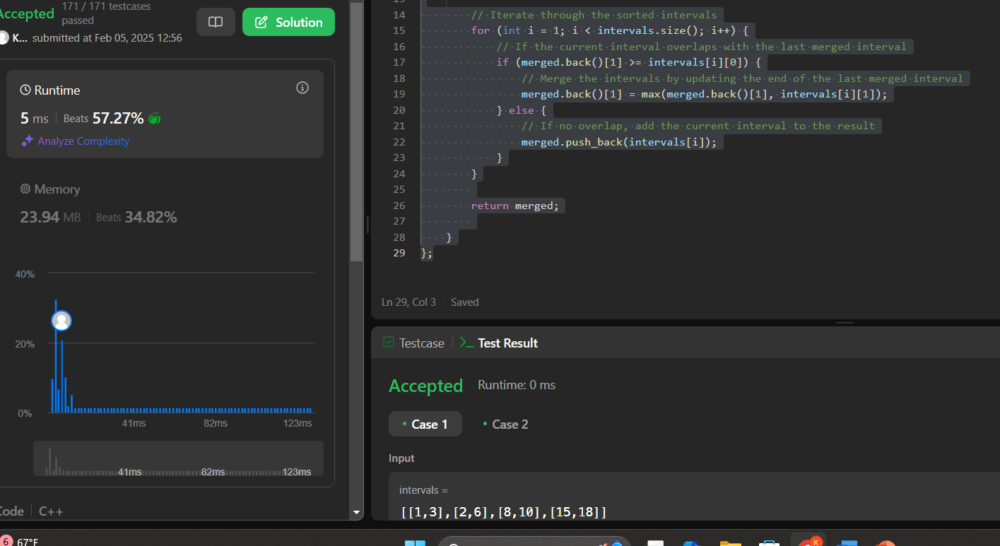 Accepted
171 / 171 testcases
passed
Solution
K... submitted at Feb 05, 2025 12:56
Runtime
5 ms Beats 57.27%
Analyze Complexity
Memory
23.94 MB Beats 34.82%
40%
20%
0%
41ms 82ms 123ms
41ms 82ms 123ms
Code C++
14 // Iterate through the sorted intervals
15 for (int i = 1; i < intervals.size(); i++) {
16 // If the current interval overlaps with the last merged interval
17 if (merged.back()[1] >= intervals[i][0]) {
18 // Merge the intervals by updating the end of the last merged interval
19 merged.back()[1] = max(merged.back()[1], intervals[i][1]);
20 } else {
21 // If no overlap, add the current interval to the result
22 merged.push_back(intervals[i]);
23 }
24 }
25
26 return merged;
27
28 }
29 };
Ln 29, Col 3 Saved
Testcase >_ Test Result
Accepted Runtime: 0 ms
• Case 1 • Case 2
Input
intervals =
[[1,3],[2,6],[8,10],[15,18]]
6 67°F
K